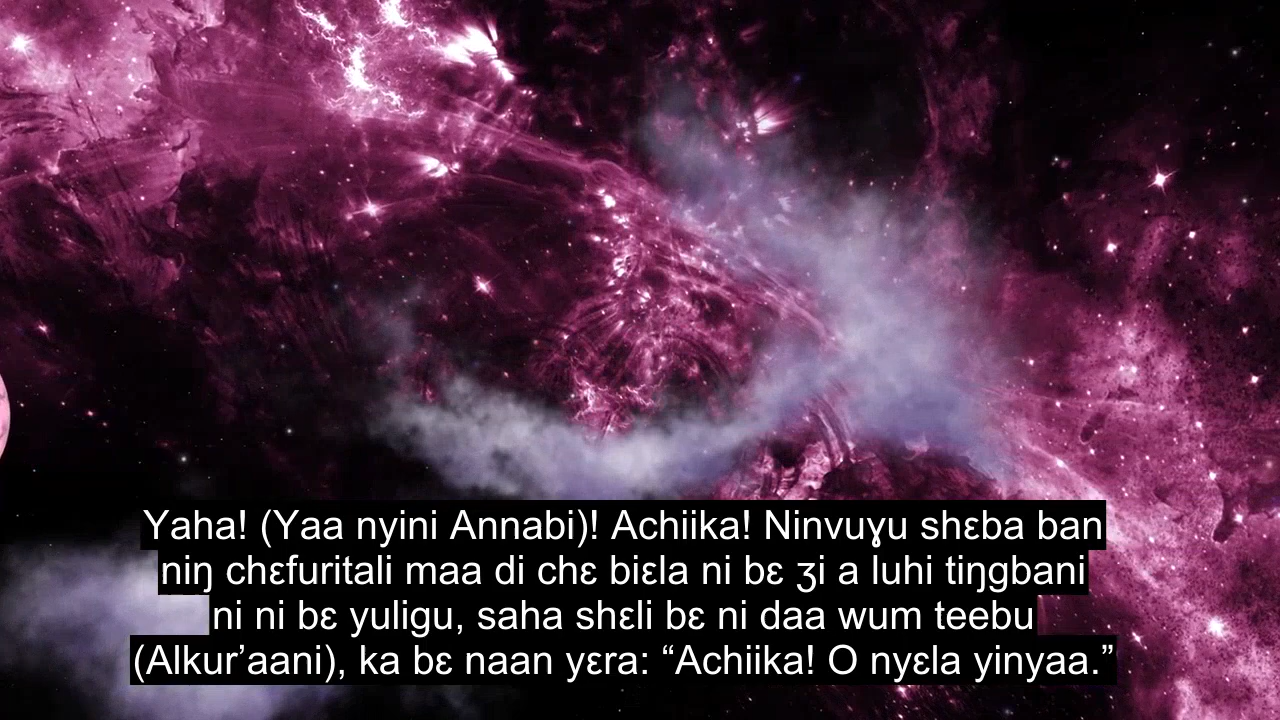 Yaha! (Yaa nyini Annabi)! Achiika! Ninvuɣu shɛba ban
niŋ chɛfuritali maa di chɛ biɛla ni bɛ ʒi a luhi tiŋgbani
ni ni bɛ yuligu, saha shɛli bɛ ni daa wum teebu
(Alkur’aani), ka bɛ naan yɛra: “Achiika! O nyɛla yinyaa.”